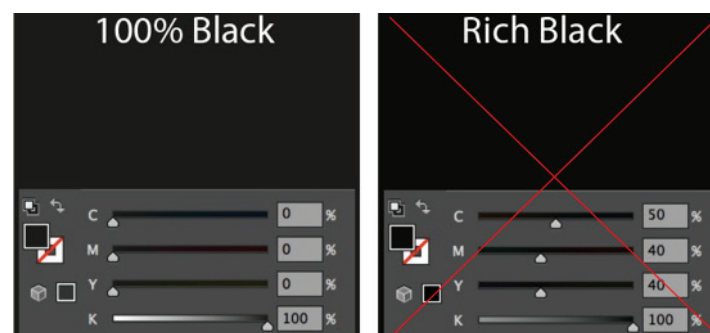 100% Black
C 0 %
M 0 %
Y 0 %
K 100 %
Rich Black
C 50 %
M 40 %
Y 40 %
K 100 %